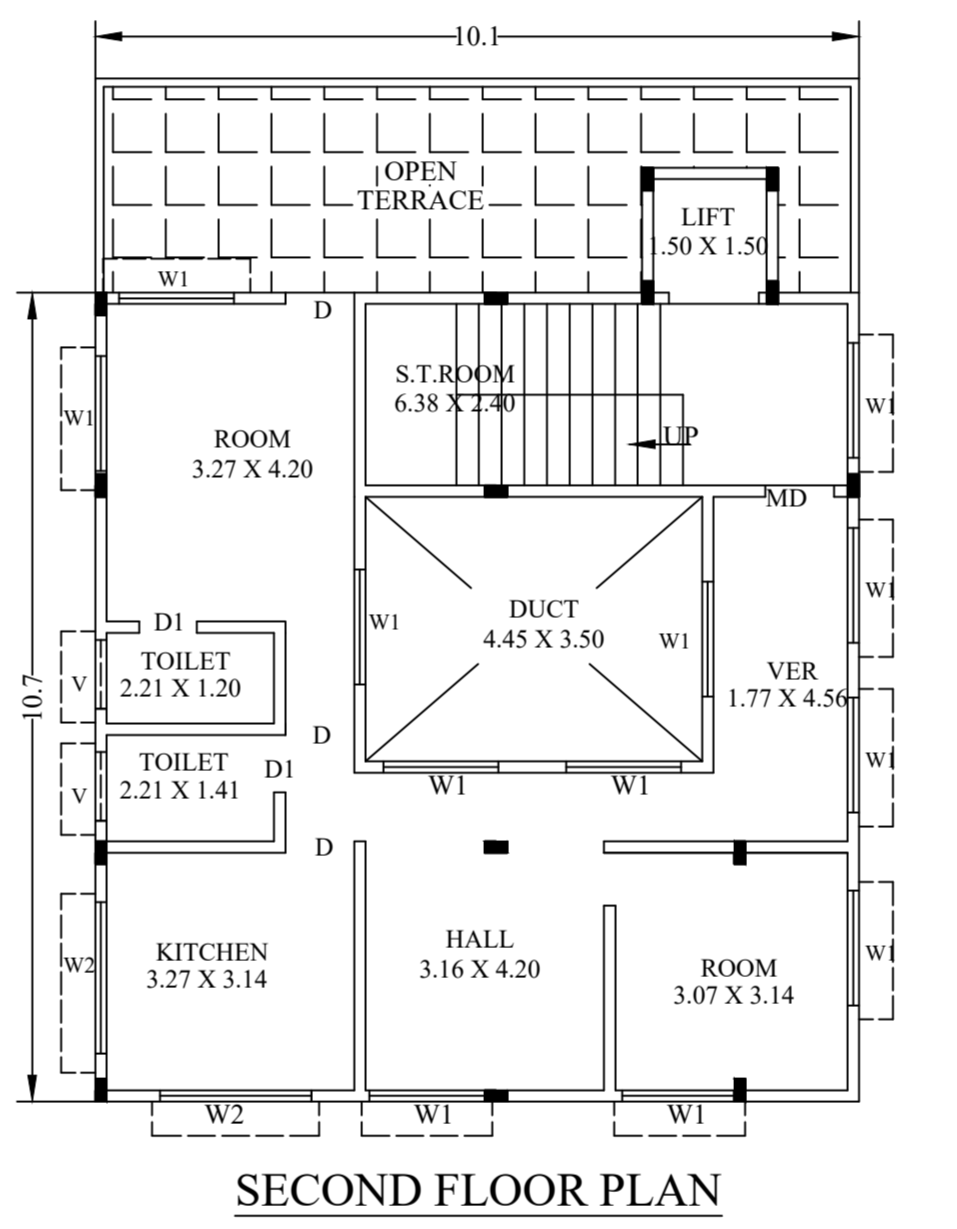 10.1
OPEN
TERRACE
LIFT
1.50 X 1.50
W1
D
S.T.ROOM
6.38 X 2.40
UP
W1
W1
ROOM
3.27 X 4.20
MD
10.7
D1
W1
DUCT
4.45 X 3.50
W1
W1
TOILET
2.21 X 1.20
V
VER
1.77 X 4.56
D
TOILET
2.21 X 1.41
D1
V
W1
W1
W1
D
KITCHEN
3.27 X 3.14
W2
HALL
3.16 X 4.20
ROOM
3.07 X 3.14
W1
W2
W1
W1
SECOND FLOOR PLAN